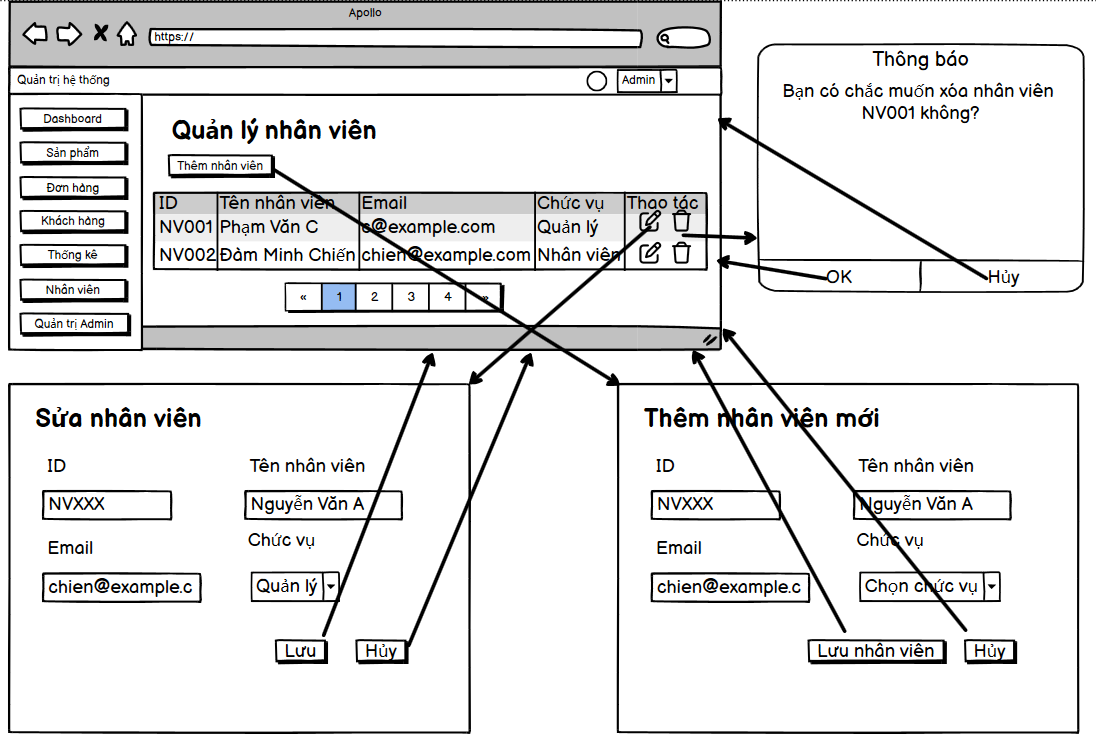 Apollo
https://
Quản trị hệ thống
Admin
Dashboard
Sản phẩm
Đơn hàng
Khách hàng
Thống kê
Nhân viên
Quản trị Admin
Quản lý nhân viên
Thêm nhân viên
ID Tên nhân viên Email Chức vụ Thao tác
NV001 Phạm Văn C c@example.com Quản lý
NV002 Đàm Minh Chiến chien@example.com Nhân viên
« 1 2 3 4 »
Thông báo
Bạn có chắc muốn xóa nhân viên
NV001 không?
OK Hủy
Sửa nhân viên
ID Tên nhân viên
NVXXX Nguyễn Văn A
Email Chức vụ
chien@example.c Quản lý
Lưu Hủy
Thêm nhân viên mới
ID Tên nhân viên
NVXXX Nguyễn Văn A
Email Chức vụ
chien@example.c Chọn chức vụ
Lưu nhân viên Hủy